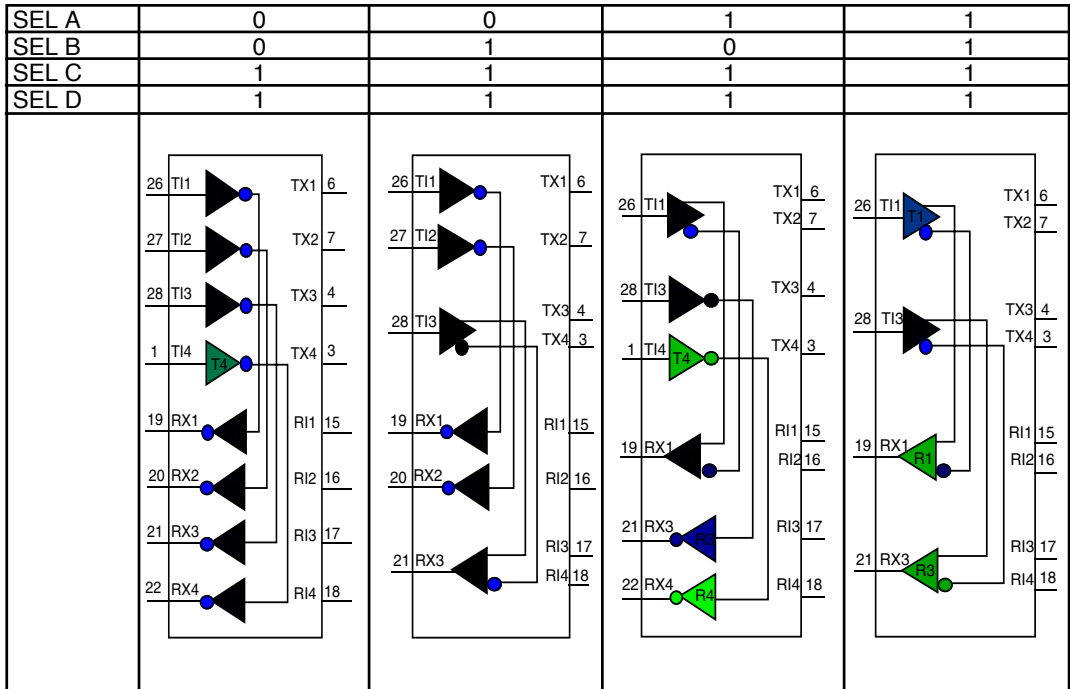 SEL A 0 0 1 1
SEL B 0 1 0 1
SEL C 1 1 1 1
SEL D 1 1 1 1
26 TI1 TX1 6
27 TI2 TX2 7
28 TI3 TX3 4
1 TI4 T4 TX4 3
19 RX1 RI1 15
20 RX2 RI2 16
21 RX3 RI3 17
22 RX4 RI4 18
26 TI1 TX1 6
27 TI2 TX2 7
TX3 4
28 TI3 TX4 3
19 RX1 RI1 15
20 RX2 RI2 16
RI3 17
21 RX3 RI4 18
TX1 6
26 TI1 TX2 7
28 TI3 TX3 4
1 TI4 T4 TX4 3
RI1 15
19 RX1 RI2 16
21 RX3 R3 RI3 17
22 RX4 R4 RI4 18
TX1 6
26 TI1 T1 TX2 7
TX3 4
28 TI3 TX4 3
RI1 15
19 RX1 R1 RI2 16
RI3 17
21 RX3 R3 RI4 18